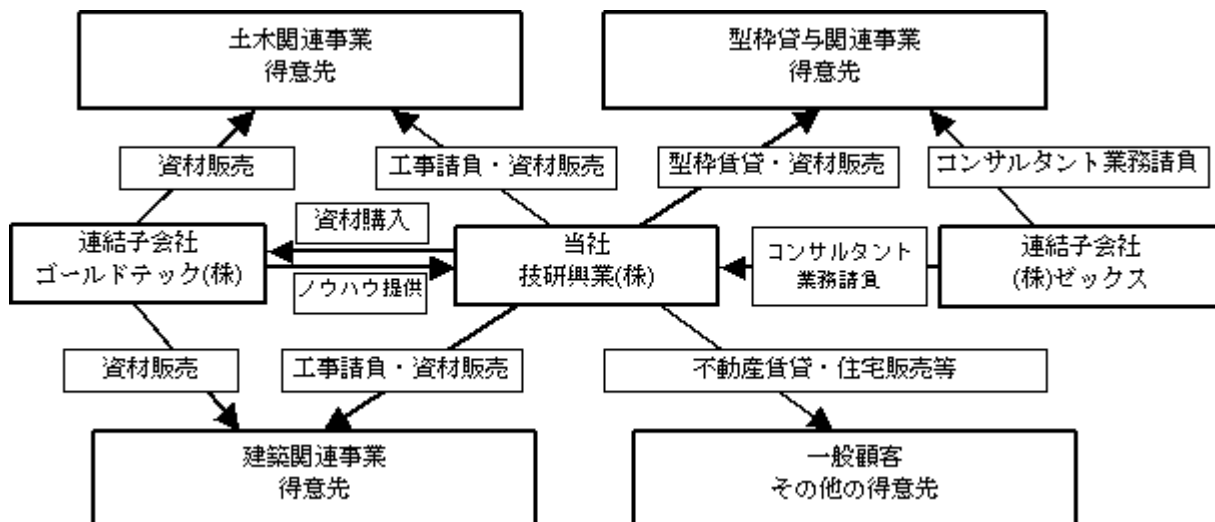 土木関連事業
得意先
型枠貸与関連事業
得意先
資材販売
工事請負・資材販売
型枠賃貸・資材販売
コンサルタント業務請負
資材購入
連結子会社
ゴールドテック(株)
当社
技研興業(株)
コンサルタント
業務請負
連結子会社
(株)ゼックス
ノウハウ提供
資材販売
工事請負・資材販売
不動産賃貸・住宅販売等
建築関連事業
得意先
一般顧客
その他の得意先